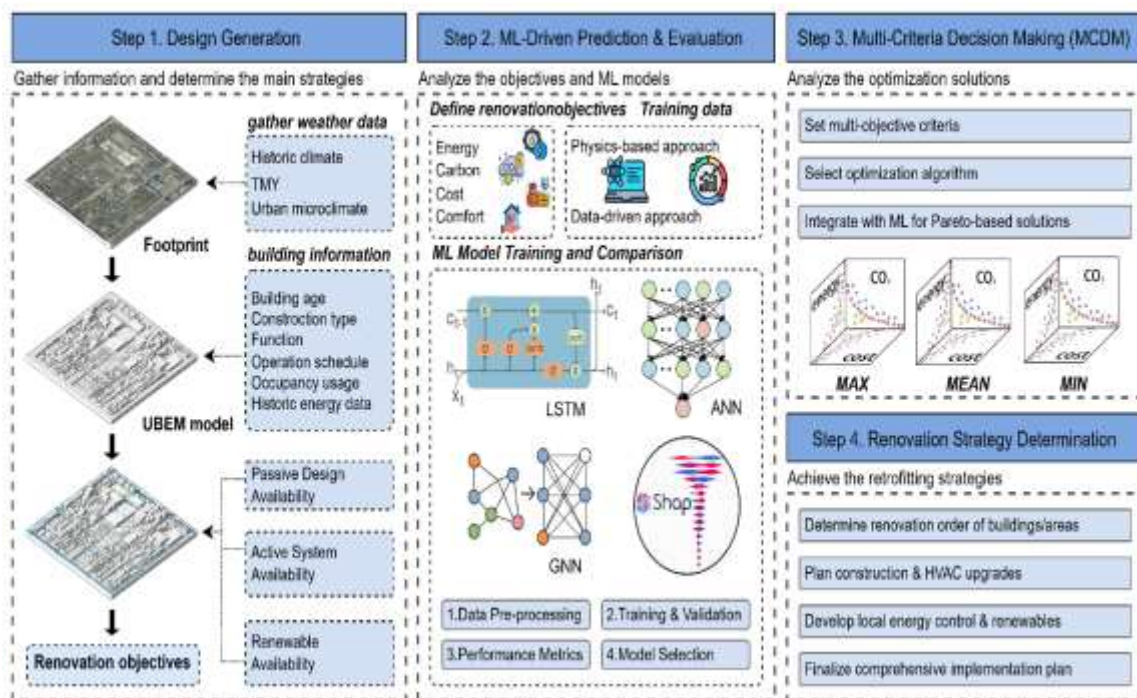 Step 1. Design Generation
Gather information and determine the main strategies
gather weather data
Historic climate
TMY
Urban microclimate
Footprint
building information
Building age
Constrruction type
Function
Operation schedule
Occupancy usage
Historic energy data
UBEM model
Passive Design
Availability
Active System
Availability
Renewable
Availability
Renovation objectives
Step 2. ML-Driven Prediction & Evaluation
Analyze the objectives and ML models
Define renovationobjectives
Training data
Energy
Carbon
Cost
Comfort
Physics-based approach
Data-driven approach
ML Model Training and Comparison
LSTM
ANN
GNN
Shap
1.Data Pre-processing
2.Training & Validation
3.Performance Metrics
4.Model Selection
Step 3. Multi-Criteria Decision Making (MCDM)
Analyze the optimization solutions
Set multi-objective criteria
Select optimization algorithm
Integrate with ML for Pareto-based solutions
energy
CO₂
cost
MAX
energy
CO₂
cost
MEAN
energy
CO₂
cost
MIN
Step 4. Renovation Strategy Determination
Achieve the retrofitting strategies
Determine renovation order of buildings/areas
Plan construction & HVAC upgrades
Develop local energy control & renewables
Finalize comprehensive implementation plan